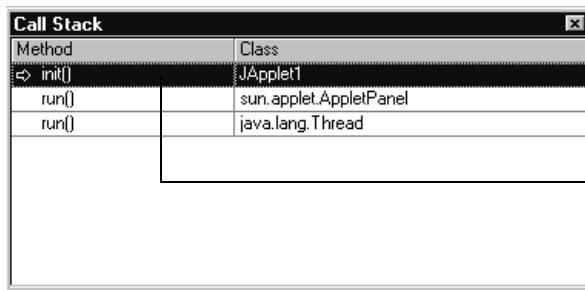 Call Stack
Method Class
init() JApplet1
run() sun.applet.AppletPanel
run() java.lang.Thread